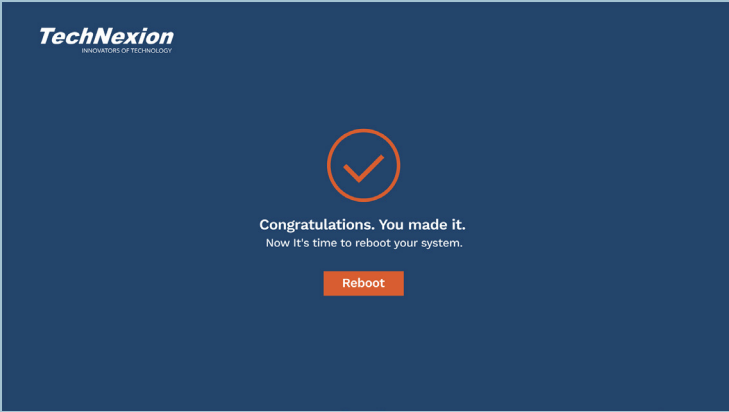 TechNexion
INNOVATORS OF TECHNOLOGY
Congratulations. You made it.
Now It's time to reboot your system.
Reboot